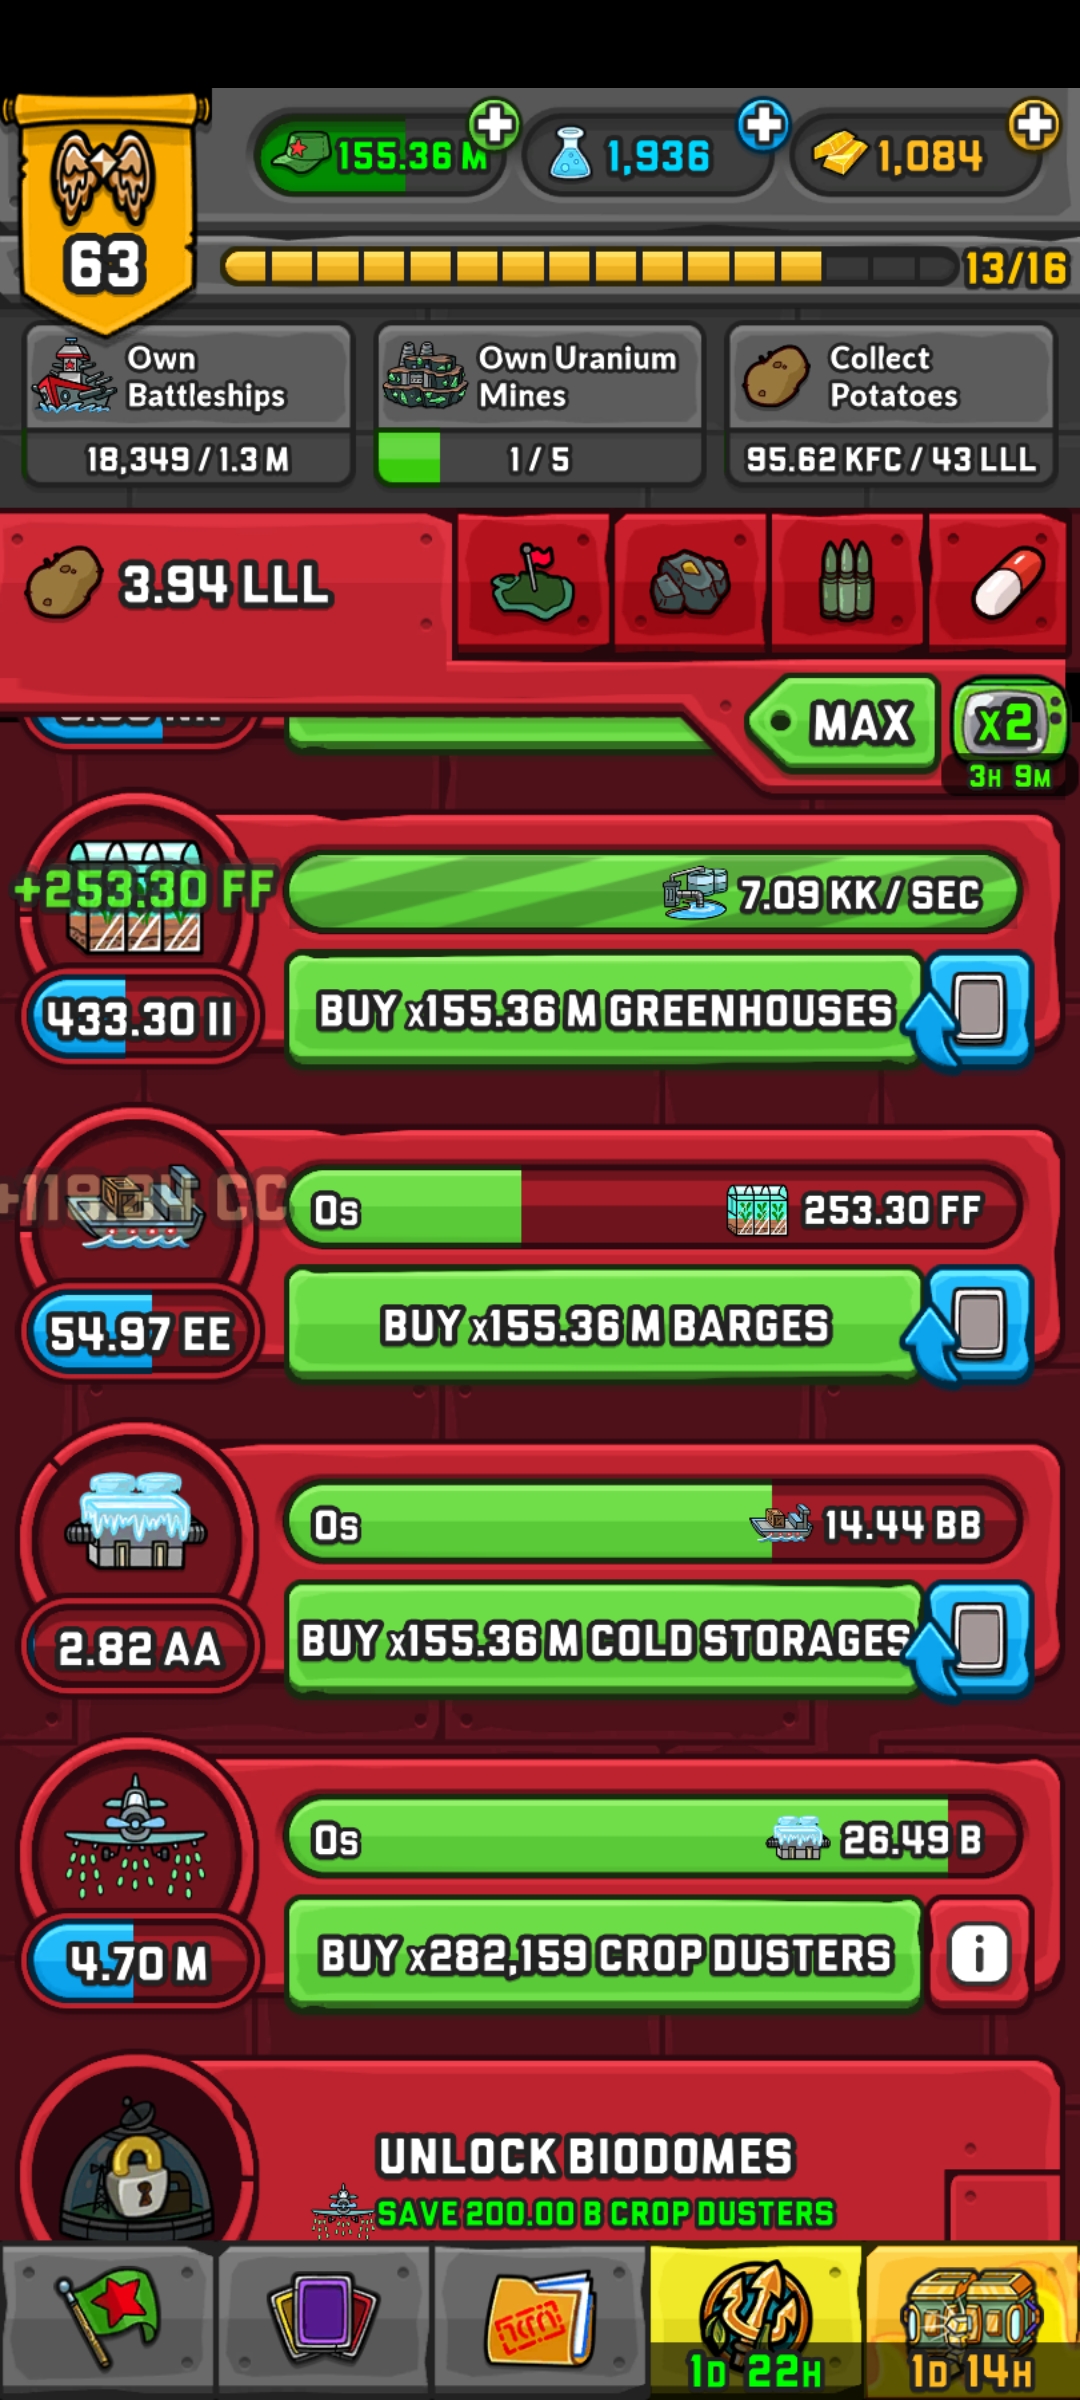 155.36 M
1,936
1,084
63
13/16
Own
Battleships
18,349 / 1.3 M
Own Uranium
Mines
1 / 5
Collect
Potatoes
95.62 KFC / 43 LLL
3.94 LLL
MAX
x2
3H 9M
+253.30 FF
7.09 KK / SEC
433.30 II
BUY x155.36 M GREENHOUSES
0s
253.30 FF
54.97 EE
BUY x155.36 M BARGES
0s
14.44 BB
2.82 AA
BUY x155.36 M COLD STORAGES
0s
26.49 B
4.70 M
BUY x282,159 CROP DUSTERS
i
UNLOCK BIODOMES
SAVE 200.00 B CROP DUSTERS
1D 22H
1D 14H